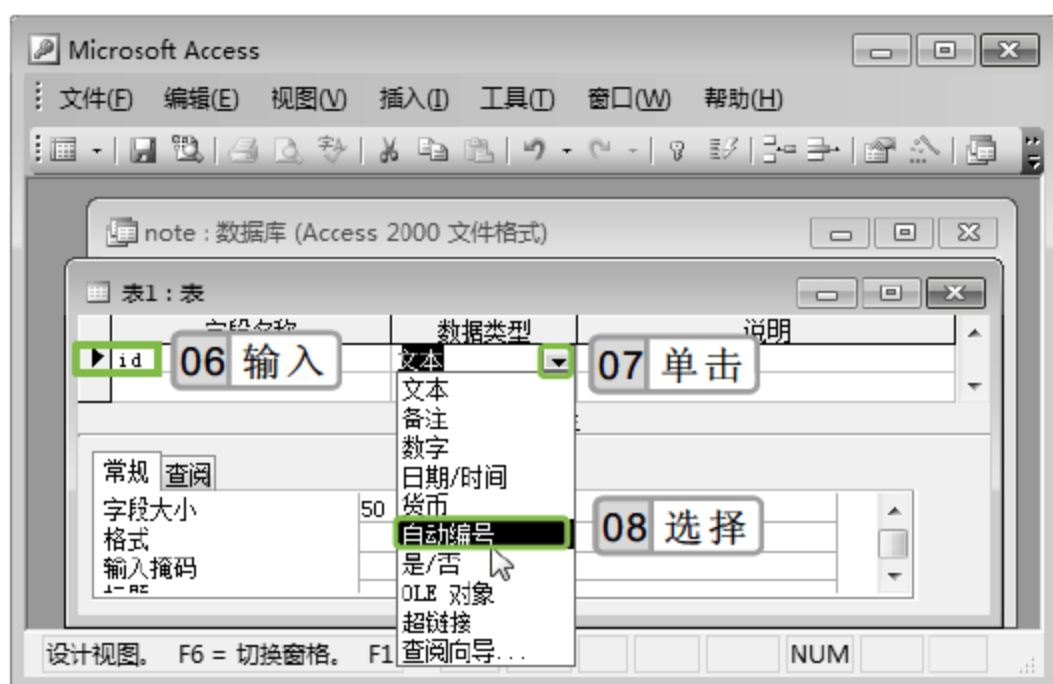 Microsoft Access
文件(F) 编辑(E) 视图(V) 插入(I) 工具(T) 窗口(W) 帮助(H)
note : 数据库 (Access 2000 文件格式)
表1 : 表
字段名称 数据类型 说明
id 06 输入 文本 07 单击
文本
备注
数字
日期/时间
货币
自动编号 08 选择
是/否
OLE 对象
超链接
查阅向导...
常规 查阅
字段大小 50
格式
输入掩码
设计视图。 F6 = 切换窗格。 F1 NUM